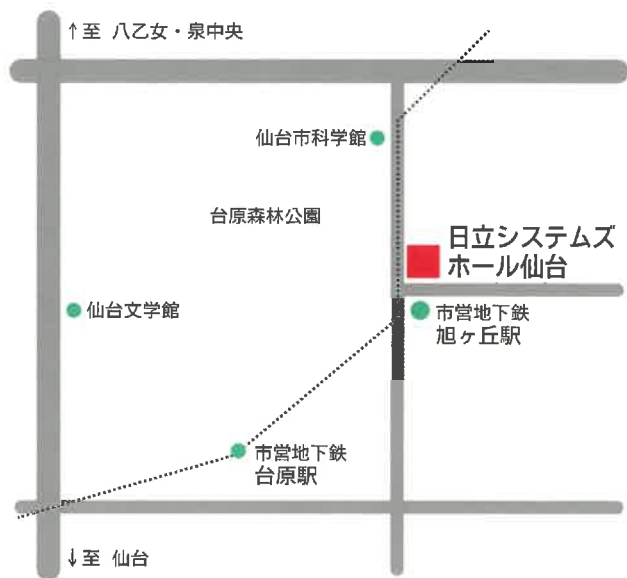 ↑至 八乙女・泉中央
仙台市科学館
台原森林公園
日立システムズ
ホール仙台
仙台文学館
市営地下鉄
旭ヶ丘駅
市営地下鉄
台原駅
↓至 仙台